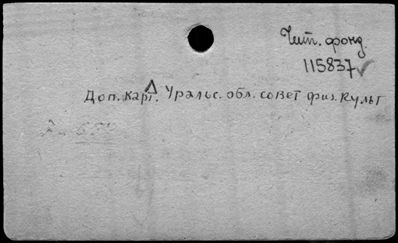 Чит. фонд.
115837 ✓
Доп. карт. Уральс. обл. совет физ. культ